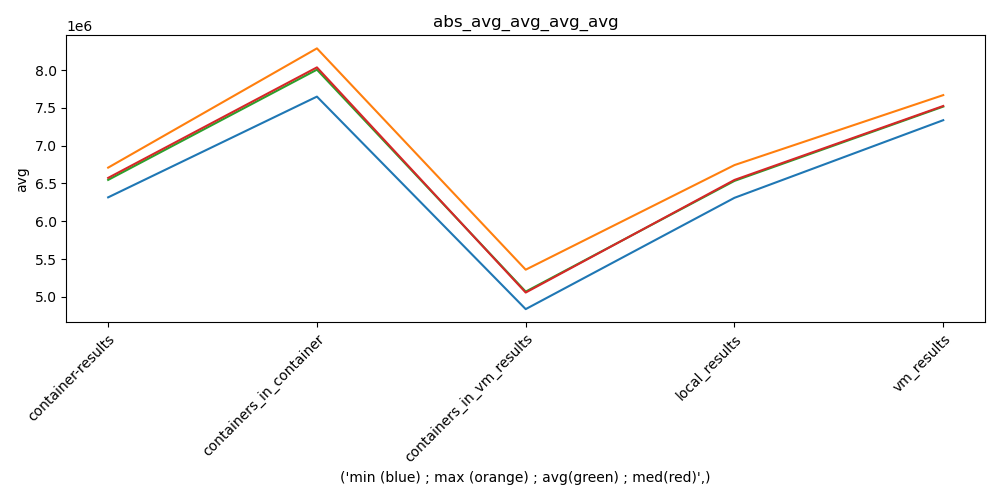 abs_avg_avg_avg_avg
1e6
8.0
7.5
7.0
6.5
6.0
5.5
5.0
avg
container-results
containers_in_container
containers_in_vm_results
local_results
vm_results
('min (blue) ; max (orange) ; avg(green) ; med(red)',)